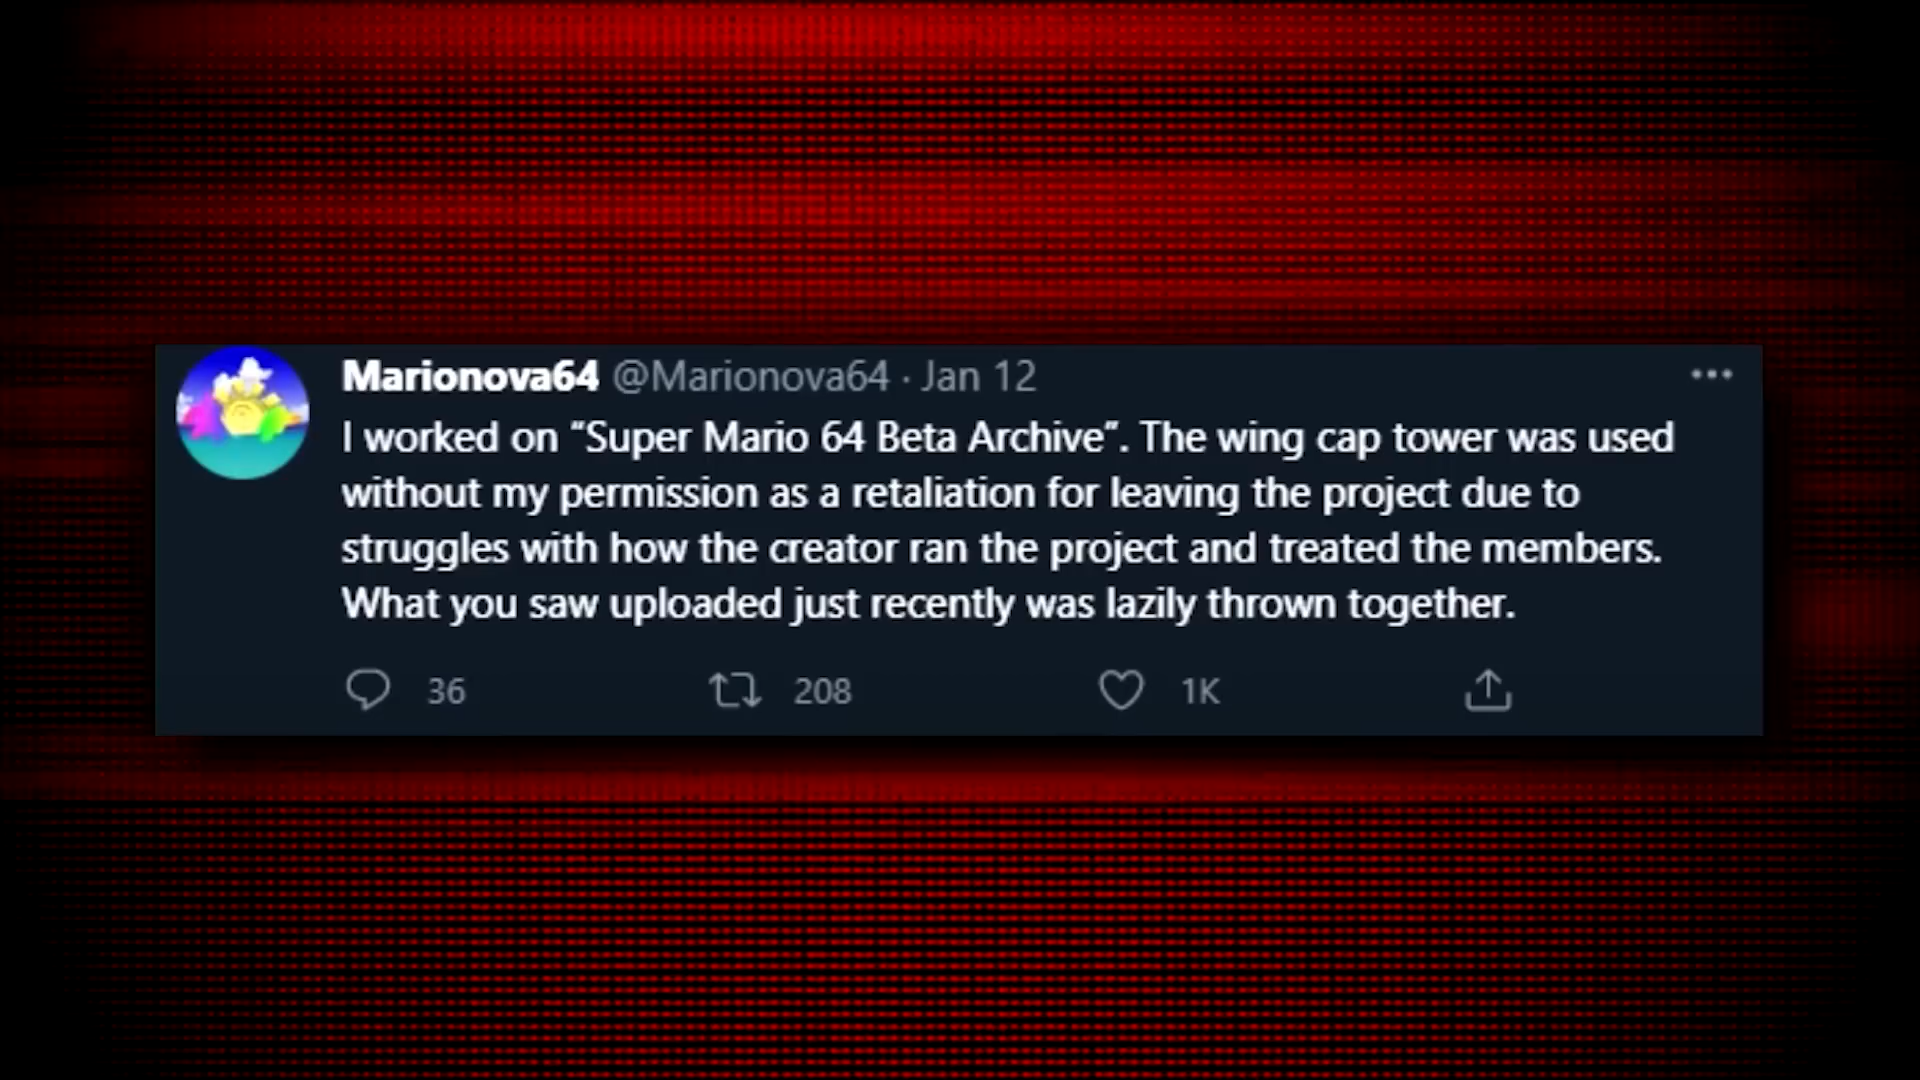 Marionova64 @Marionova64 · Jan 12
I worked on “Super Mario 64 Beta Archive”. The wing cap tower was used
without my permission as a retaliation for leaving the project due to
struggles with how the creator ran the project and treated the members.
What you saw uploaded just recently was lazily thrown together.
36 208 1K